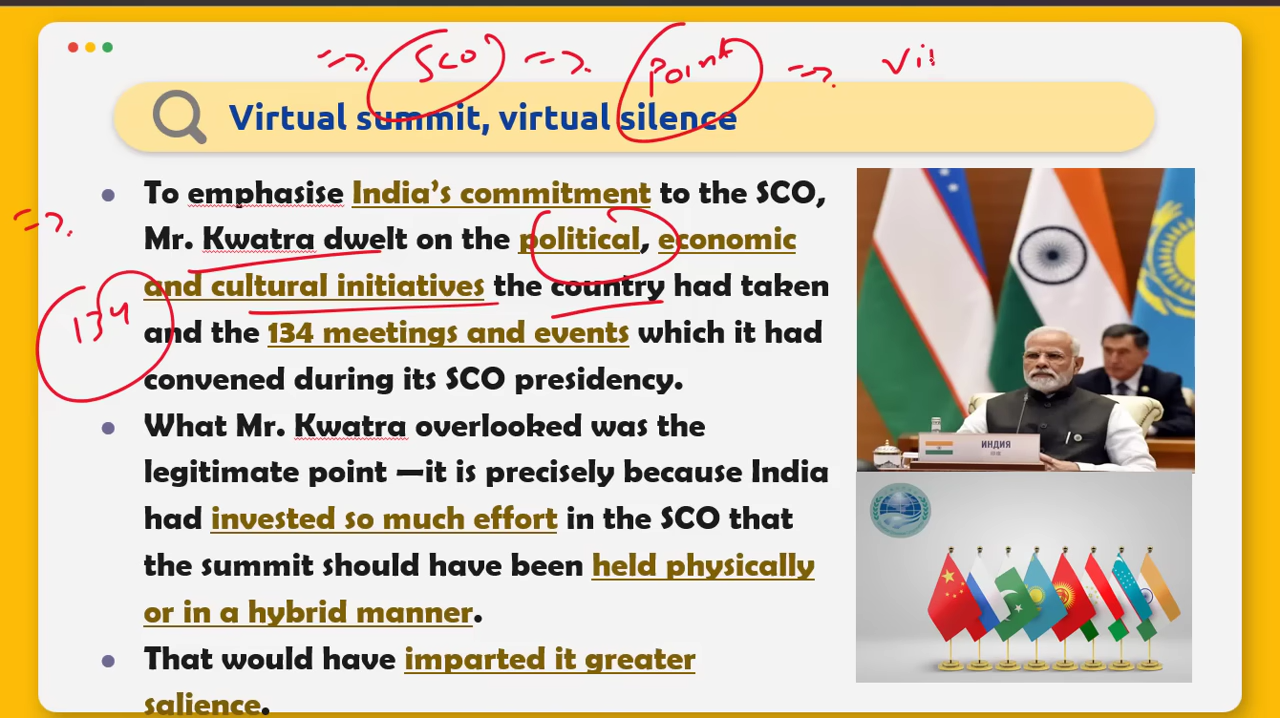 =>. SCO =>. Point =>. Vis
Virtual summit, virtual silence
To emphasise India's commitment to the SCO,
Mr. Kwatra dwelt on the political, economic
and cultural initiatives the country had taken
and the 134 meetings and events which it had
convened during its SCO presidency.
=>.
134
What Mr. Kwatra overlooked was the
legitimate point —it is precisely because India
had invested so much effort in the SCO that
the summit should have been held physically
or in a hybrid manner.
That would have imparted it greater
salience.
ИНДИЯ